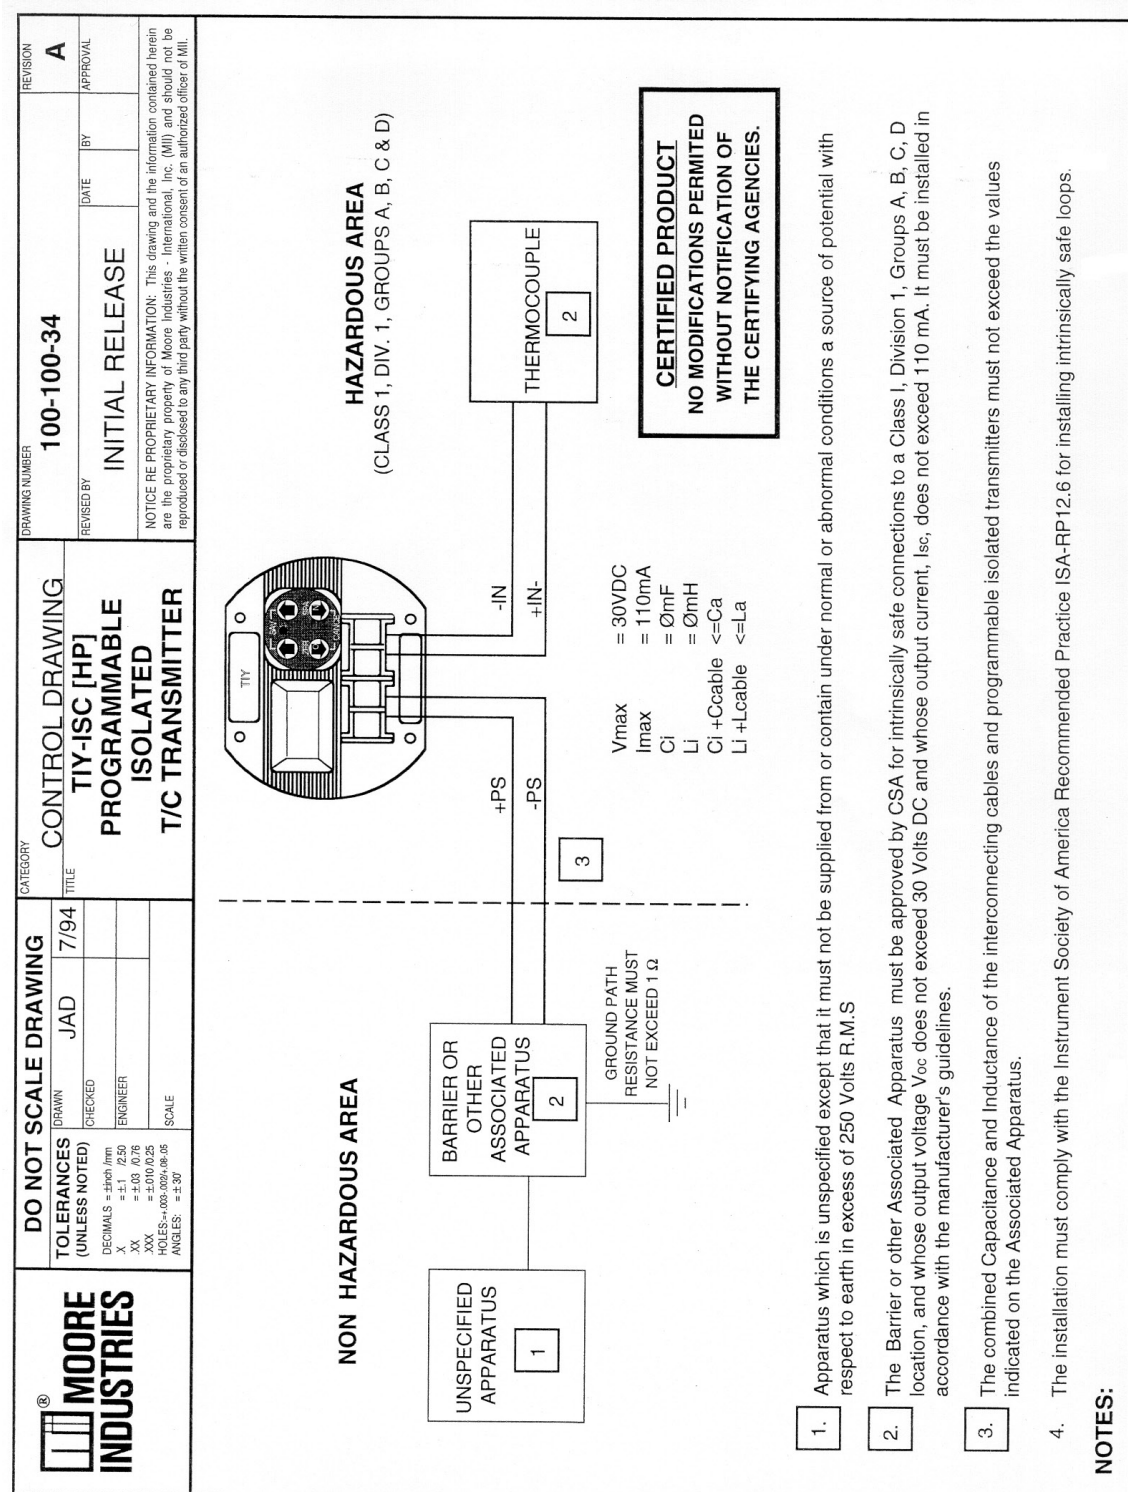 MOORE
INDUSTRIES
®
DO NOT SCALE DRAWING
TOLERANCES
(UNLESS NOTED)
DECIMALS = ±inch /mm
.X = ±.1 /2.50
.XX = ±.03 /0.76
.XXX = ±.010 /0.25
HOLES:=+.003-.002/+.08-.05
ANGLES: = ± 30'
DRAWN
JAD
7/94
CHECKED
ENGINEER
SCALE
CATEGORY
CONTROL DRAWING
TITLE
TIY-ISC [HP]
PROGRAMMABLE
ISOLATED
T/C TRANSMITTER
DRAWING NUMBER
100-100-34
REVISION
A
REVISED BY
INITIAL RELEASE
DATE
BY
APPROVAL
NOTICE RE PROPRIETARY INFORMATION: This drawing and the information contained herein
are the proprietary property of Moore Industries - International, Inc. (MII) and should not be
reproduced or disclosed to any third party without the written consent of an authorized officer of MII.
NON HAZARDOUS AREA
HAZARDOUS AREA
(CLASS 1, DIV. 1, GROUPS A, B, C & D)
TIY
UNSPECIFIED
APPARATUS
1
BARRIER OR
OTHER
ASSOCIATED
APPARATUS
2
GROUND PATH
RESISTANCE MUST
NOT EXCEED 1 Ω
3
+PS
-PS
-IN
+IN-
THERMOCOUPLE
2
Vmax = 30VDC
Imax = 110mA
Ci = ØmF
Li = ØmH
Ci +Ccable <=Ca
Li +Lcable <=La
CERTIFIED PRODUCT
NO MODIFICATIONS PERMITED
WITHOUT NOTIFICATION OF
THE CERTIFYING AGENCIES.
1. Apparatus which is unspecified except that it must not be supplied from or contain under normal or abnormal conditions a source of potential with
respect to earth in excess of 250 Volts R.M.S
2. The Barrier or other Associated Apparatus must be approved by CSA for intrinsically safe connections to a Class I, Division 1, Groups A, B, C, D
location, and whose output voltage Voc does not exceed 30 Volts DC and whose output current, Isc, does not exceed 110 mA. It must be installed in
accordance with the manufacturer's guidelines.
3. The combined Capacitance and Inductance of the interconnecting cables and programmable isolated transmitters must not exceed the values
indicated on the Associated Apparatus.
4. The installation must comply with the Instrument Society of America Recommended Practice ISA-RP12.6 for installing intrinsically safe loops.
NOTES: